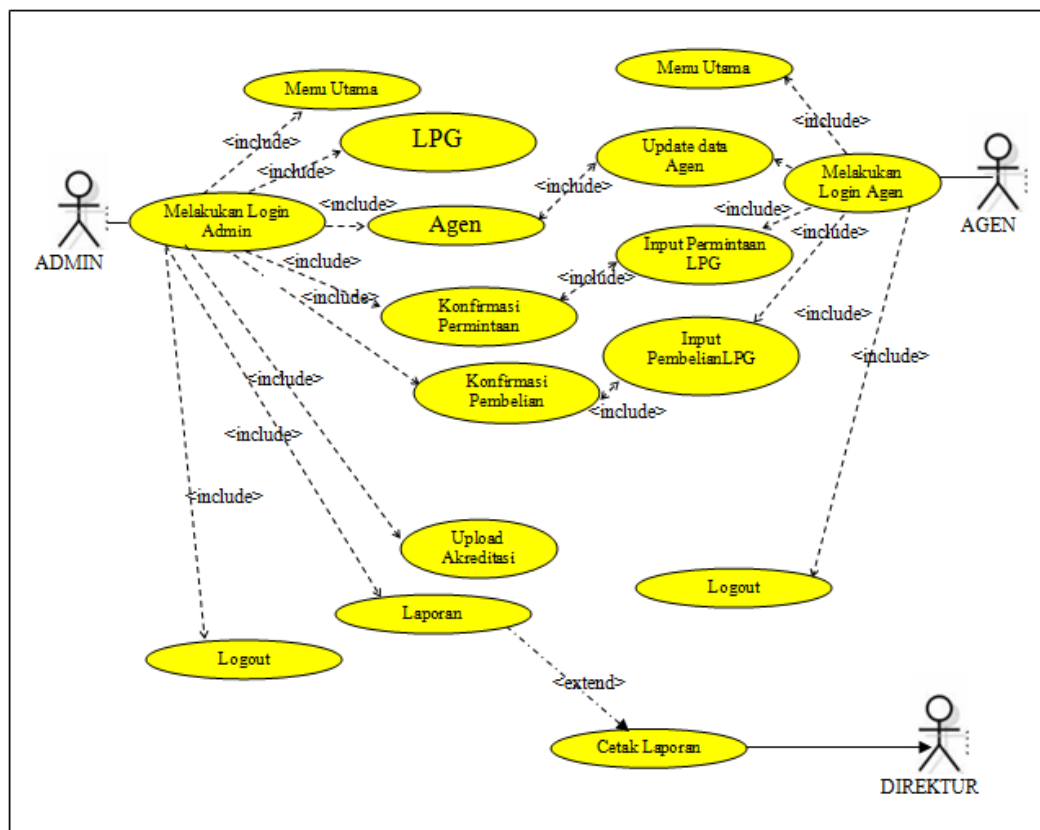 Menu Utama
<include>
LPG
<include>
Melakukan Login
Admin
ADMIN
<include>
Agen
<include>
<include>
<include>
Konfirmasi
Permintaan
Konfirmasi
Pembelian
<include>
<include>
<include>
Upload
Akreditasi
Laporan
Logout
Menu Utama
<include>
Update data
Agen
Melakukan
Login Agen
AGEN
<include>
Input Permintaan
LPG
<include>
<include>
Input
PembelianLPG
<include>
<include>
<include>
Logout
<extend>
Cetak Laporan
DIREKTUR